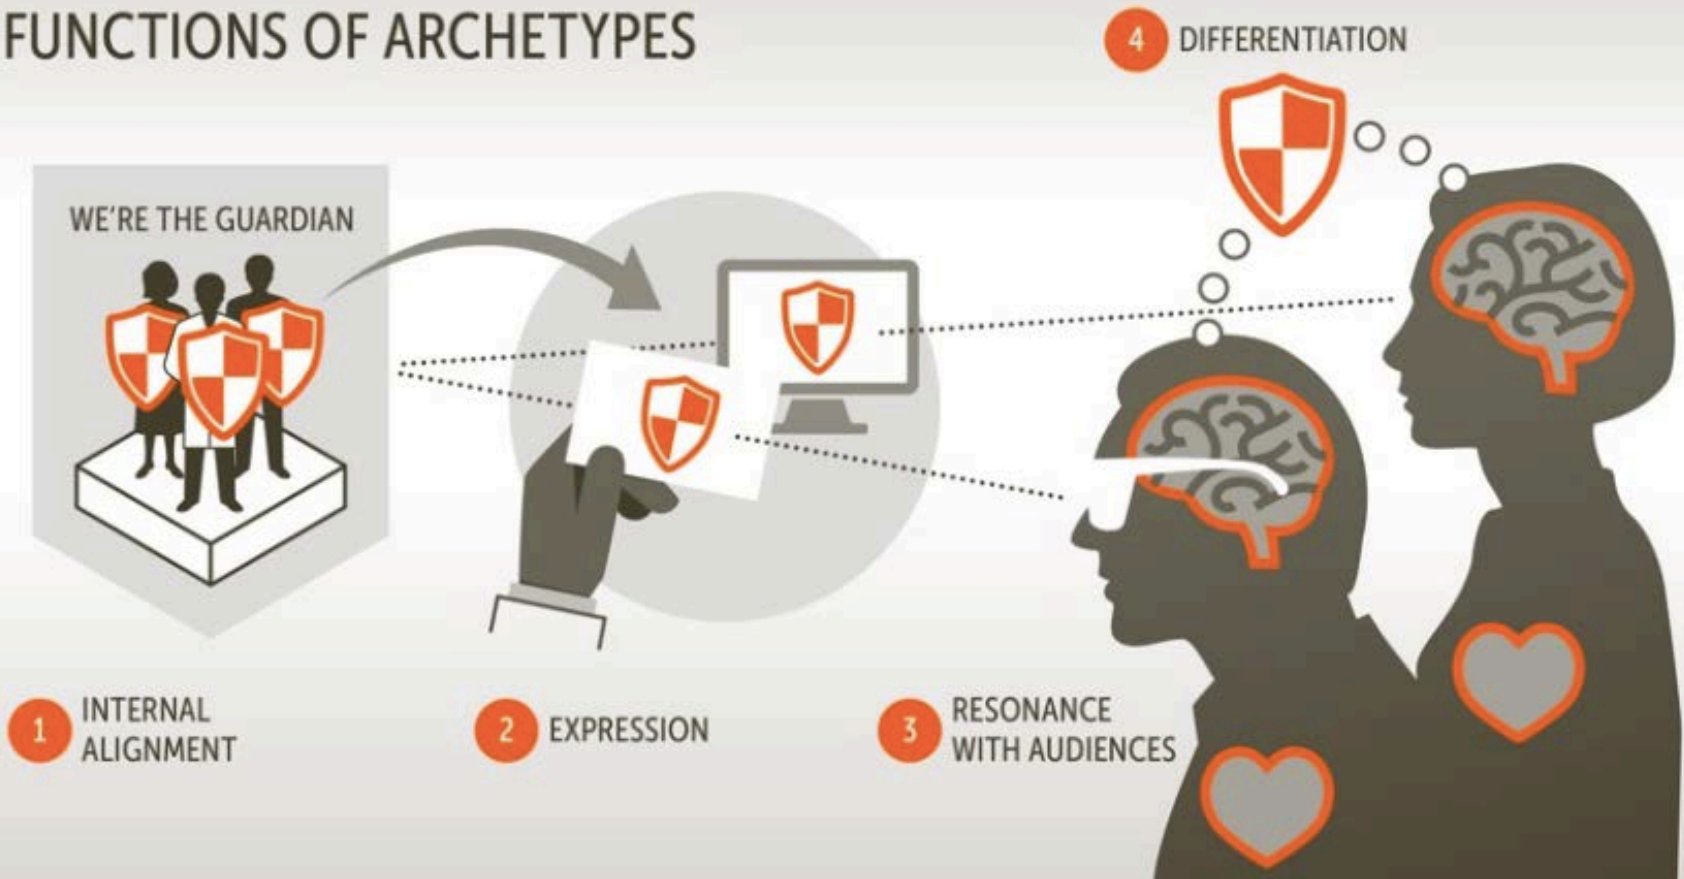 FUNCTIONS OF ARCHETYPES
4 DIFFERENTIATION
WE'RE THE GUARDIAN
1 INTERNAL
ALIGNMENT
2 EXPRESSION
3 RESONANCE
WITH AUDIENCES